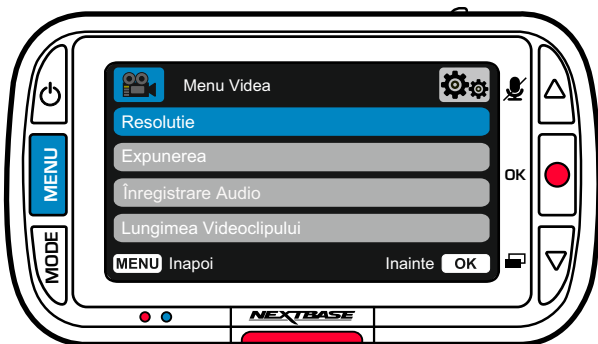 Menu Videa
Resolutie
MENU
Expunerea
OK
Înregistrare Audio
Lungimea Videoclipului
MODE
MENU Inapoi
Inainte OK
NEXTBASE